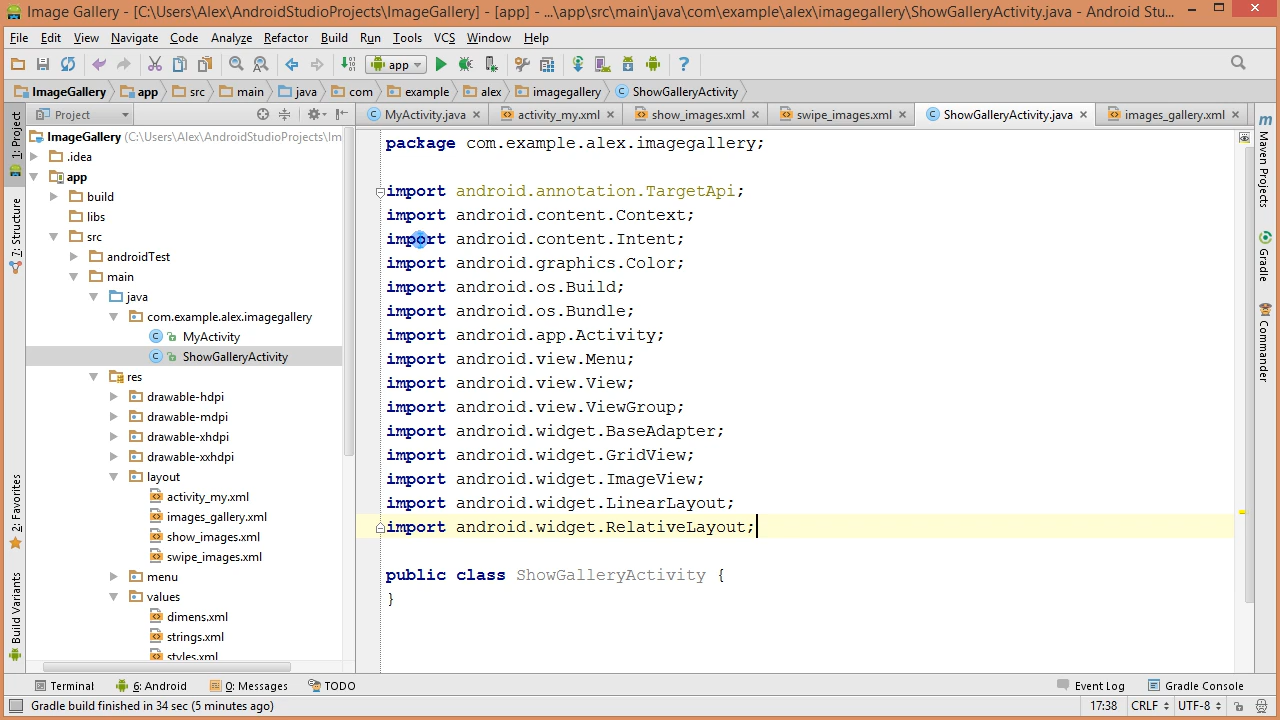 Image Gallery - [C:\Users\Alex\AndroidStudioProjects\ImageGallery] - [app] - ...\app\src\main\java\com\example\alex\imagegallery\ShowGalleryActivity.java - Android Stu...
File Edit View Navigate Code Analyze Refactor Build Run Tools VCS Window Help
app
ImageGallery app src main java com example alex imagegallery ShowGalleryActivity
Project
MyActivity.java activity_my.xml show_images.xml swipe_images.xml ShowGalleryActivity.java images_gallery.xml
1: Project
7: Structure
2: Favorites
Build Variants
ImageGallery (C:\Users\Alex\AndroidStudioProjects\Im
.idea
app
build
libs
src
androidTest
main
java
com.example.alex.imagegallery
MyActivity
ShowGalleryActivity
res
drawable-hdpi
drawable-mdpi
drawable-xhdpi
drawable-xxhdpi
layout
activity_my.xml
images_gallery.xml
show_images.xml
swipe_images.xml
menu
values
dimens.xml
strings.xml
styles.xml
package com.example.alex.imagegallery;
import android.annotation.TargetApi;
import android.content.Context;
import android.content.Intent;
import android.graphics.Color;
import android.os.Build;
import android.os.Bundle;
import android.app.Activity;
import android.view.Menu;
import android.view.View;
import android.view.ViewGroup;
import android.widget.BaseAdapter;
import android.widget.GridView;
import android.widget.ImageView;
import android.widget.LinearLayout;
import android.widget.RelativeLayout;
public class ShowGalleryActivity {
}
Maven Projects
Gradle
Commander
Terminal 6: Android 0: Messages TODO Event Log Gradle Console
Gradle build finished in 34 sec (5 minutes ago) 17:38 CRLF UTF-8